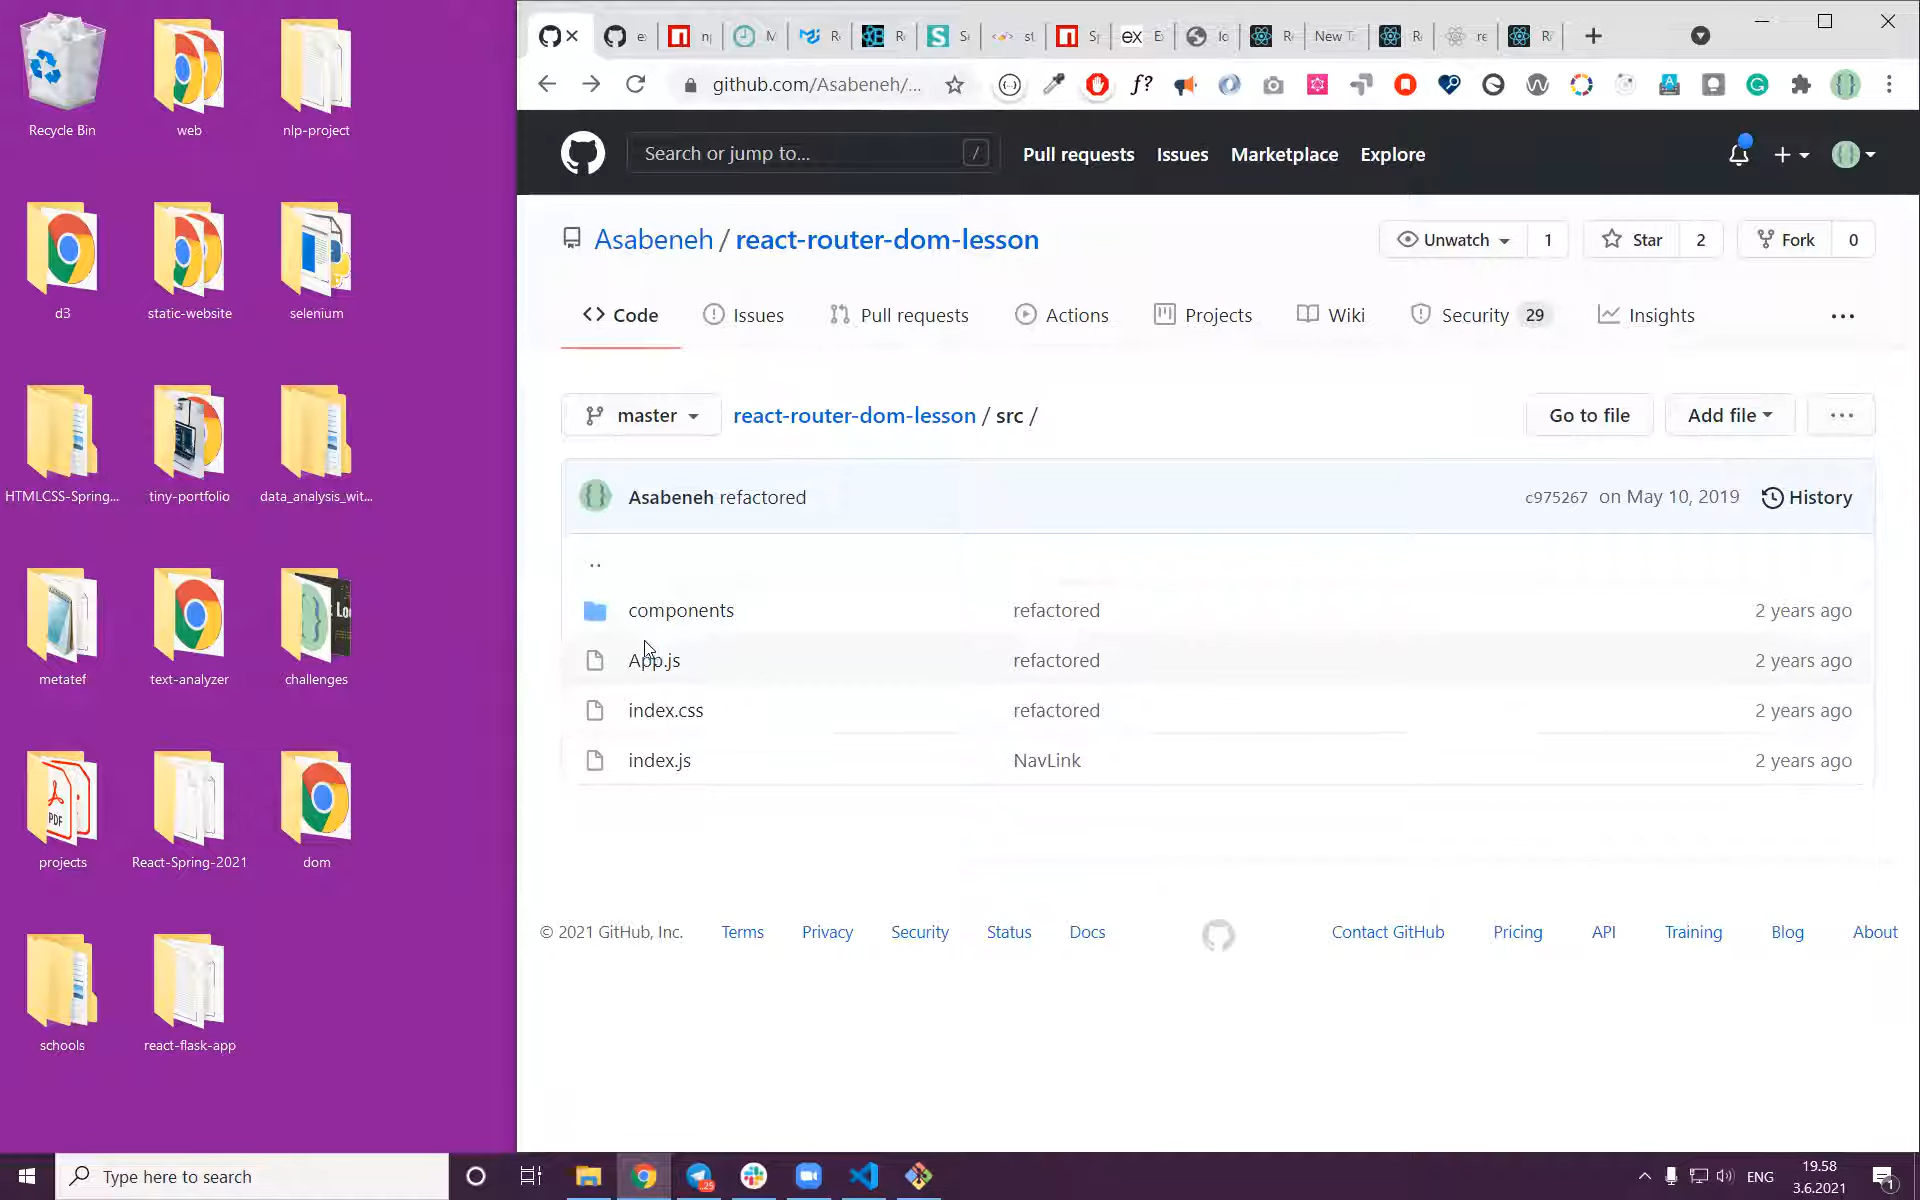 Recycle Bin
web
nlp-project
d3
static-website
selenium
HTMLCSS-Spring...
tiny-portfolio
data_analysis_wit...
metatef
text-analyzer
challenges
projects
React-Spring-2021
dom
schools
react-flask-app
New T
github.com/Asabeneh/...
f?
Search or jump to...
/
Pull requests
Issues
Marketplace
Explore
Asabeneh / react-router-dom-lesson
Unwatch 1
Star 2
Fork 0
Code
Issues
Pull requests
Actions
Projects
Wiki
Security 29
Insights
master
react-router-dom-lesson / src /
Go to file
Add file
Asabeneh refactored
c975267 on May 10, 2019
History
..
components refactored 2 years ago
App.js refactored 2 years ago
index.css refactored 2 years ago
index.js NavLink 2 years ago
© 2021 GitHub, Inc.
Terms
Privacy
Security
Status
Docs
Contact GitHub
Pricing
API
Training
Blog
About
Type here to search
ENG
19.58
3.6.2021